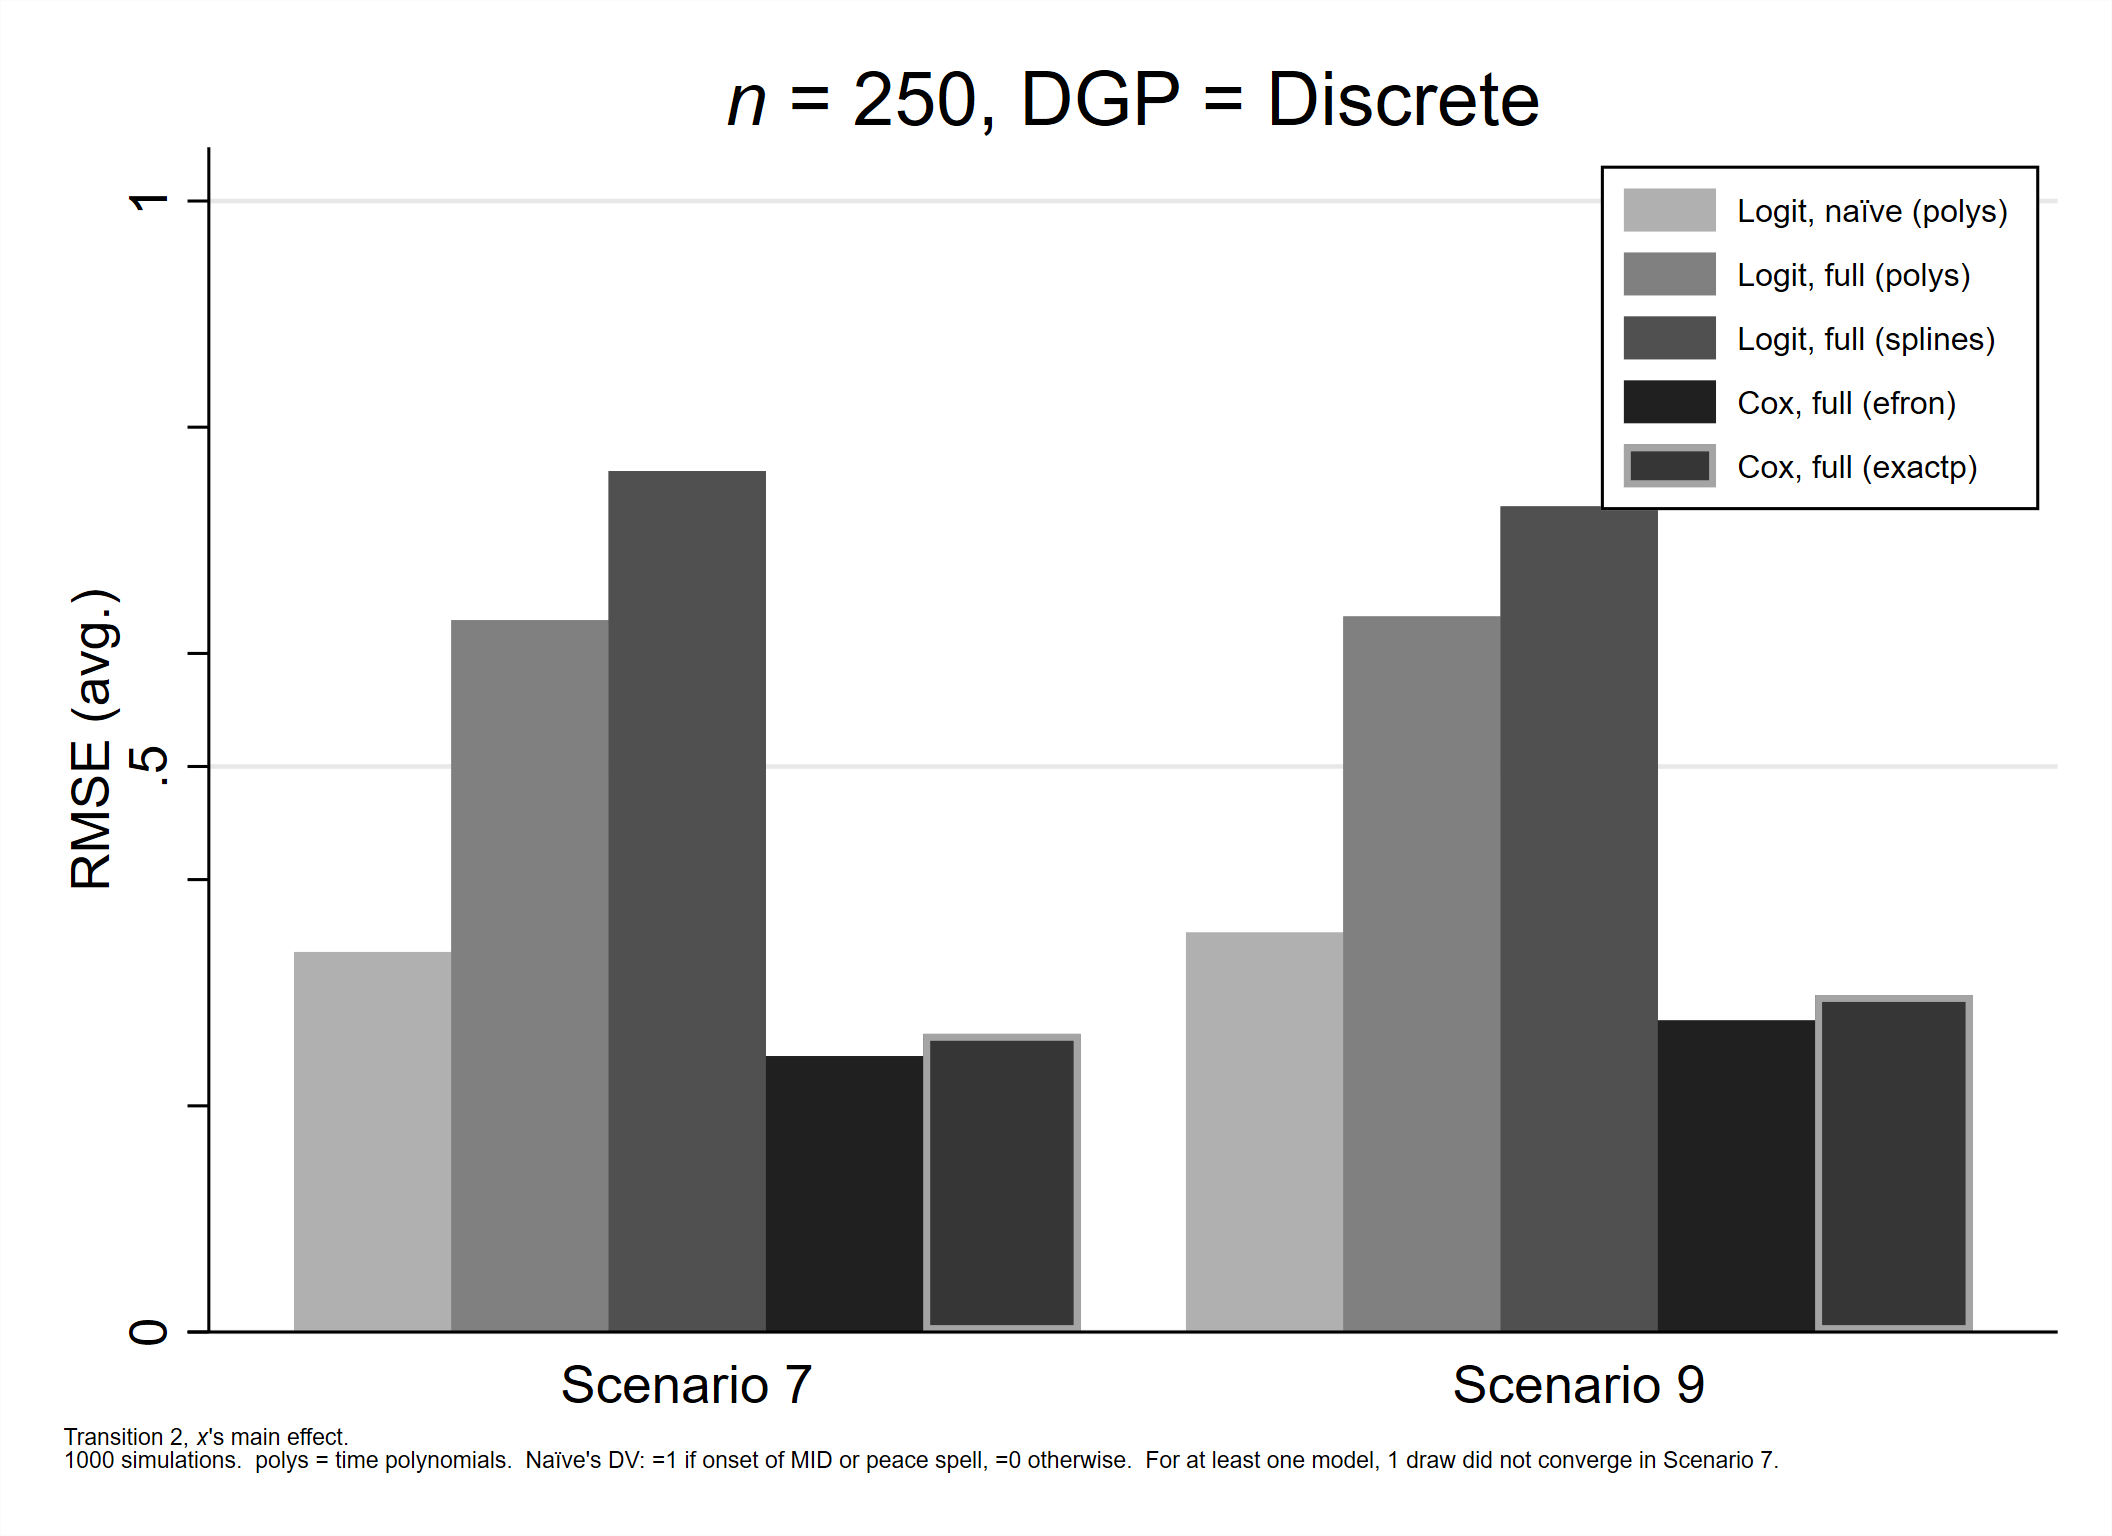 n = 250, DGP = Discrete
1
.5
0
RMSE (avg.)
Logit, naïve (polys)
Logit, full (polys)
Logit, full (splines)
Cox, full (efron)
Cox, full (exactp)
Scenario 7
Scenario 9
Transition 2, x's main effect.
1000 simulations.  polys = time polynomials.  Naïve's DV: =1 if onset of MID or peace spell, =0 otherwise.  For at least one model, 1 draw did not converge in Scenario 7.